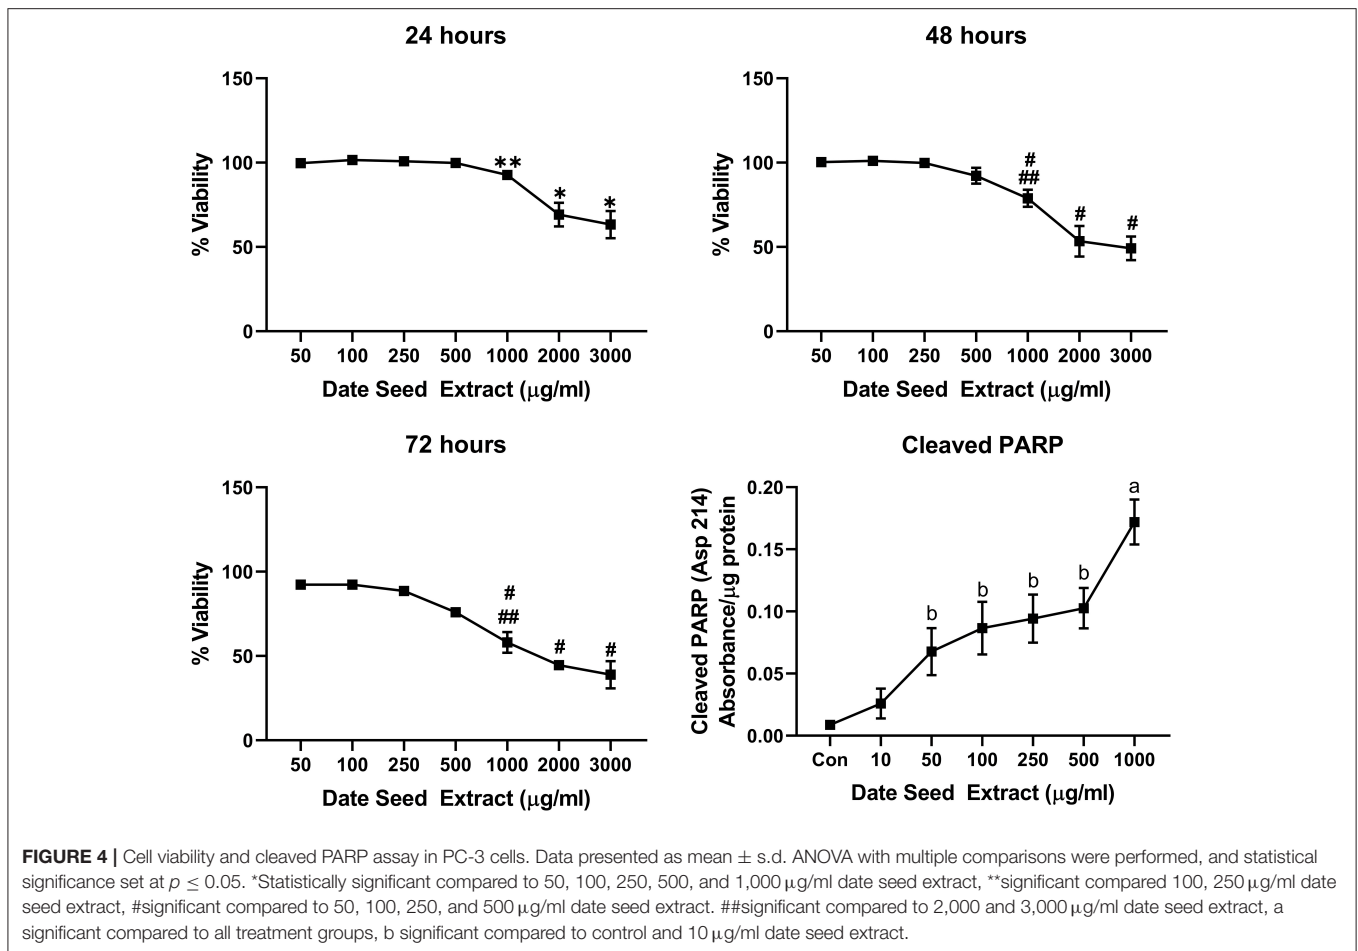 24 hours
150
100
50
0
% Viability
** * *
50 100 250 500 1000 2000 3000
Date Seed Extract (μg/ml)
48 hours
150
100
50
0
% Viability
#
## # #
50 100 250 500 1000 2000 3000
Date Seed Extract (μg/ml)
72 hours
150
100
50
0
% Viability
#
## # #
50 100 250 500 1000 2000 3000
Date Seed Extract (μg/ml)
Cleaved PARP
0.20
0.15
0.10
0.05
0.00
Cleaved PARP (Asp 214)
Absorbance/μg protein
b b b b a
Con 10 50 100 250 500 1000
Date Seed Extract (μg/ml)
FIGURE 4 | Cell viability and cleaved PARP assay in PC-3 cells. Data presented as mean ± s.d. ANOVA with multiple comparisons were performed, and statistical
significance set at p ≤ 0.05. *Statistically significant compared to 50, 100, 250, 500, and 1,000 μg/ml date seed extract, **significant compared 100, 250 μg/ml date
seed extract, #significant compared to 50, 100, 250, and 500 μg/ml date seed extract. ##significant compared to 2,000 and 3,000 μg/ml date seed extract, a
significant compared to all treatment groups, b significant compared to control and 10 μg/ml date seed extract.